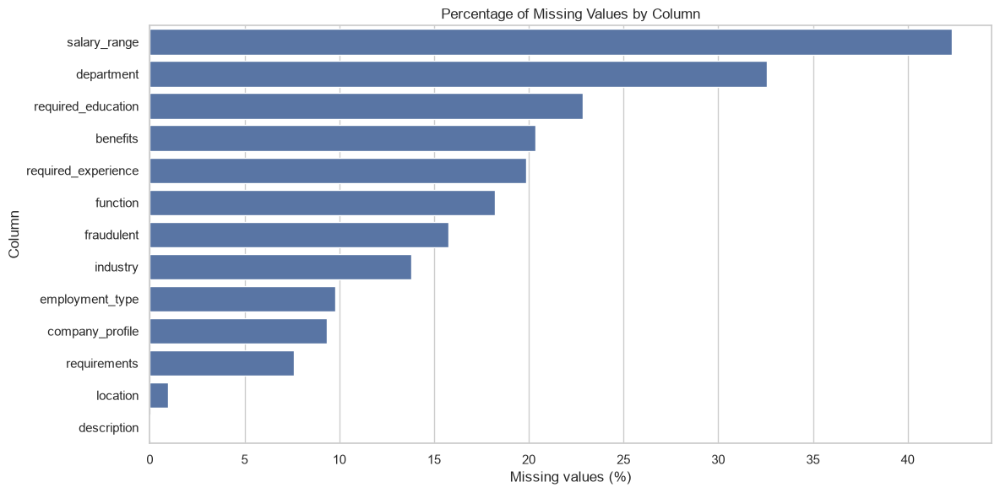 Percentage of Missing Values by Column
salary_range
department
required_education
benefits
required_experience
function
fraudulent
industry
employment_type
company_profile
requirements
location
description
Column
0 5 10 15 20 25 30 35 40
Missing values (%)